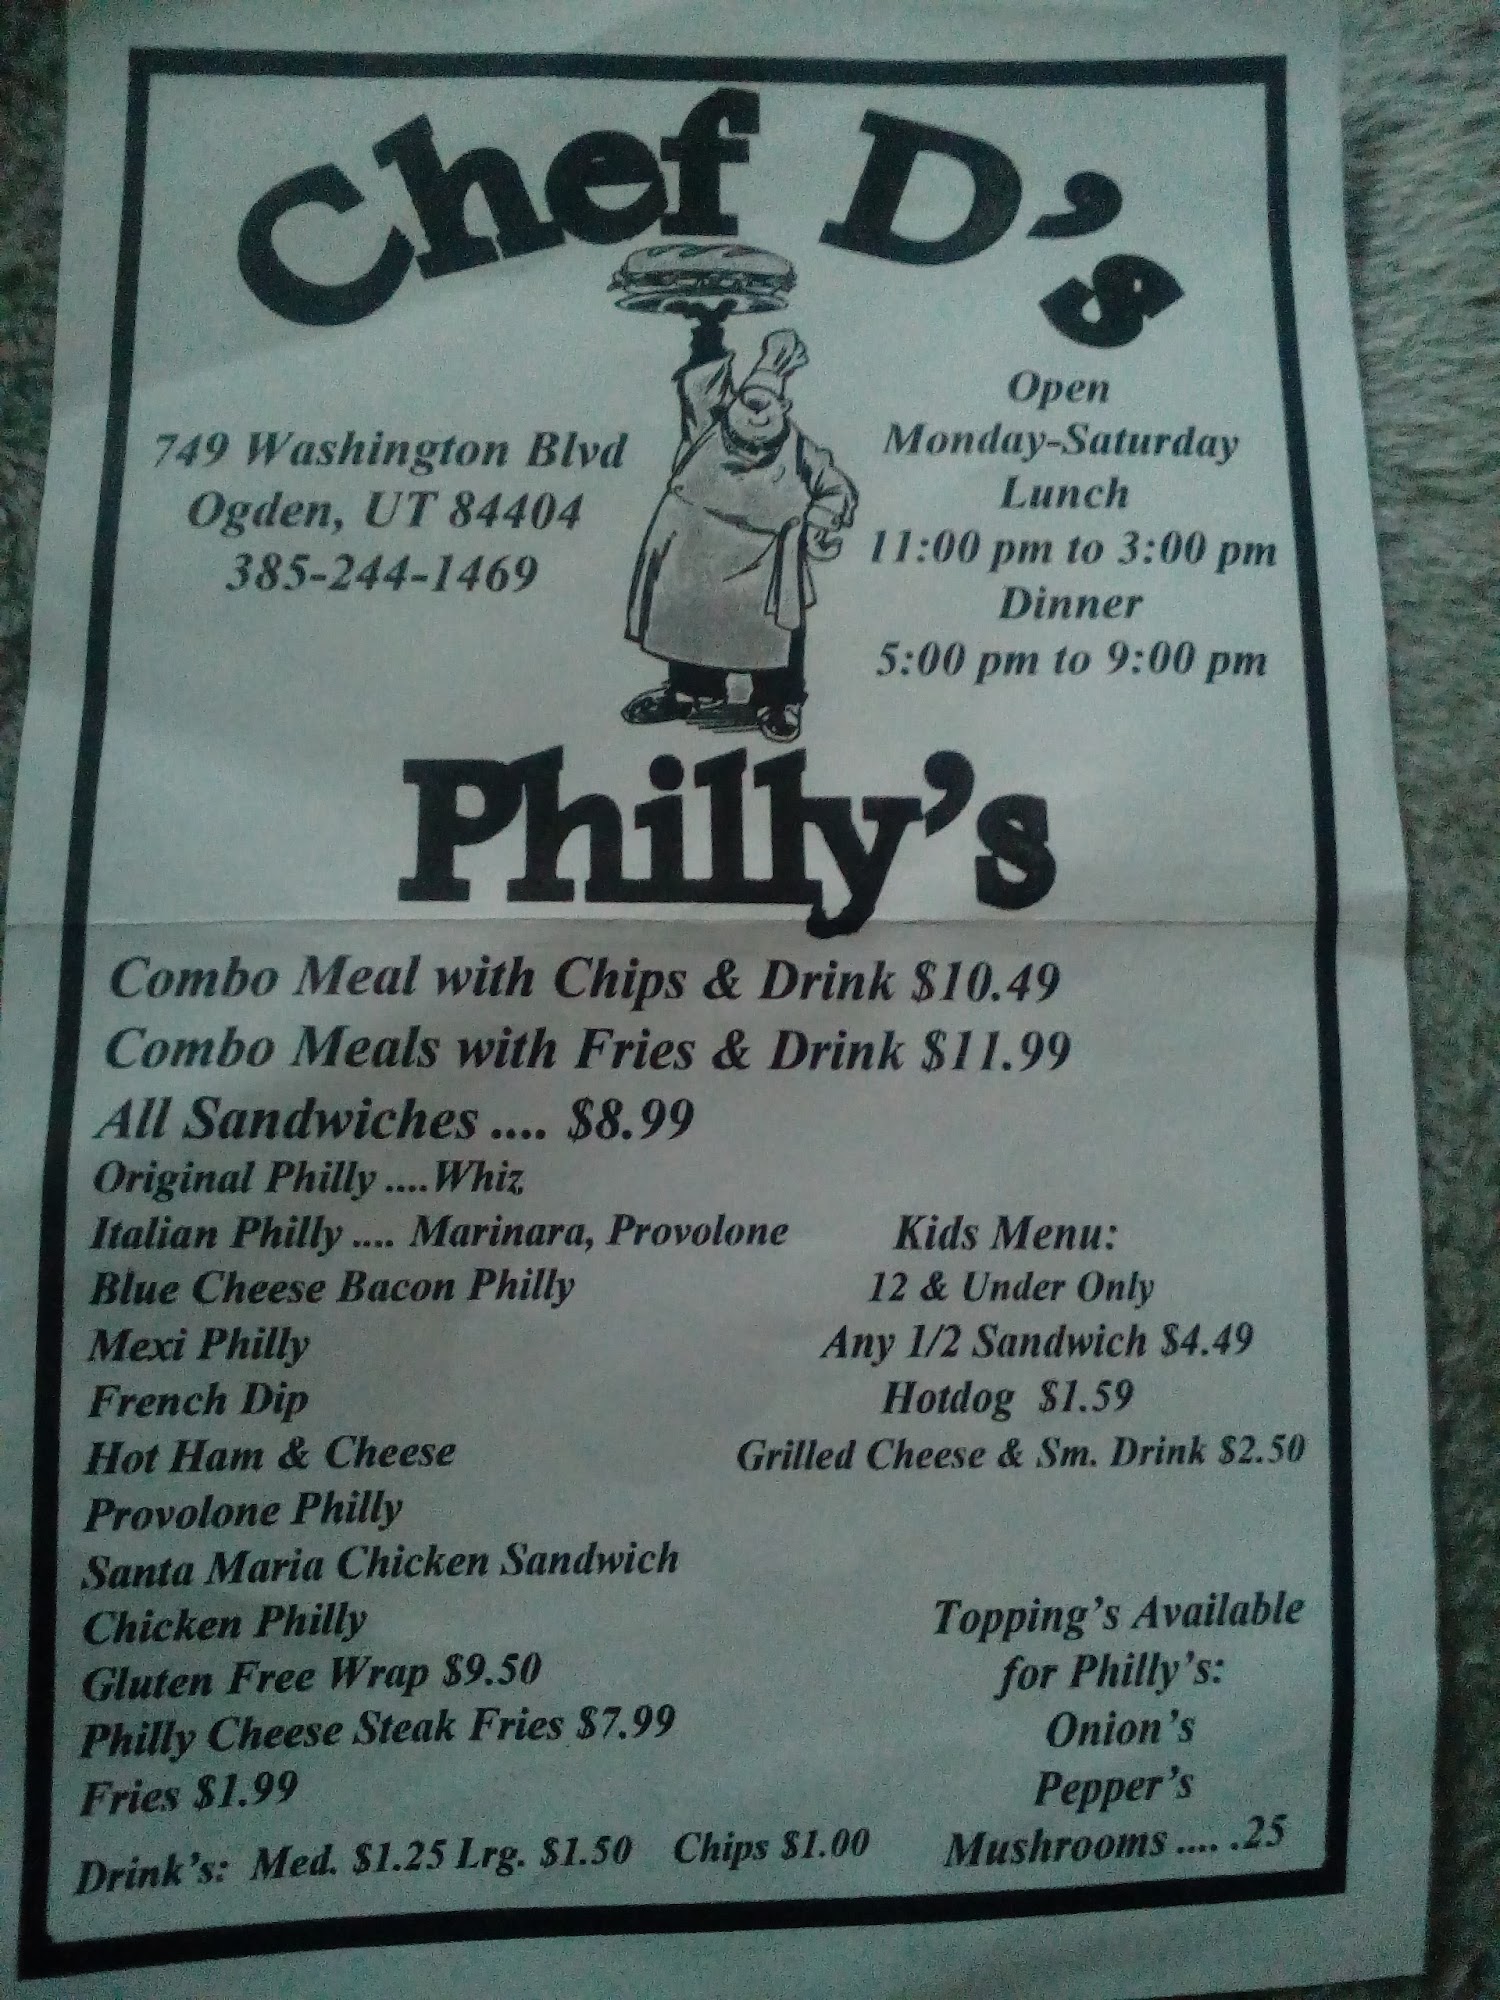 Chef D's
749 Washington Blvd
Ogden, UT 84404
385-244-1469
Open
Monday-Saturday
Lunch
11:00 pm to 3:00 pm
Dinner
5:00 pm to 9:00 pm
Philly's
Combo Meal with Chips & Drink $10.49
Combo Meals with Fries & Drink $11.99
All Sandwiches .... $8.99
Original Philly ....Whiz
Italian Philly .... Marinara, Provolone
Blue Cheese Bacon Philly
Mexi Philly
French Dip
Hot Ham & Cheese
Provolone Philly
Santa Maria Chicken Sandwich
Chicken Philly
Gluten Free Wrap $9.50
Philly Cheese Steak Fries $7.99
Fries $1.99
Drink's: Med. $1.25 Lrg. $1.50 Chips $1.00
Kids Menu:
12 & Under Only
Any 1/2 Sandwich $4.49
Hotdog $1.59
Grilled Cheese & Sm. Drink $2.50
Topping's Available
for Philly's:
Onion's
Pepper's
Mushrooms .... .25